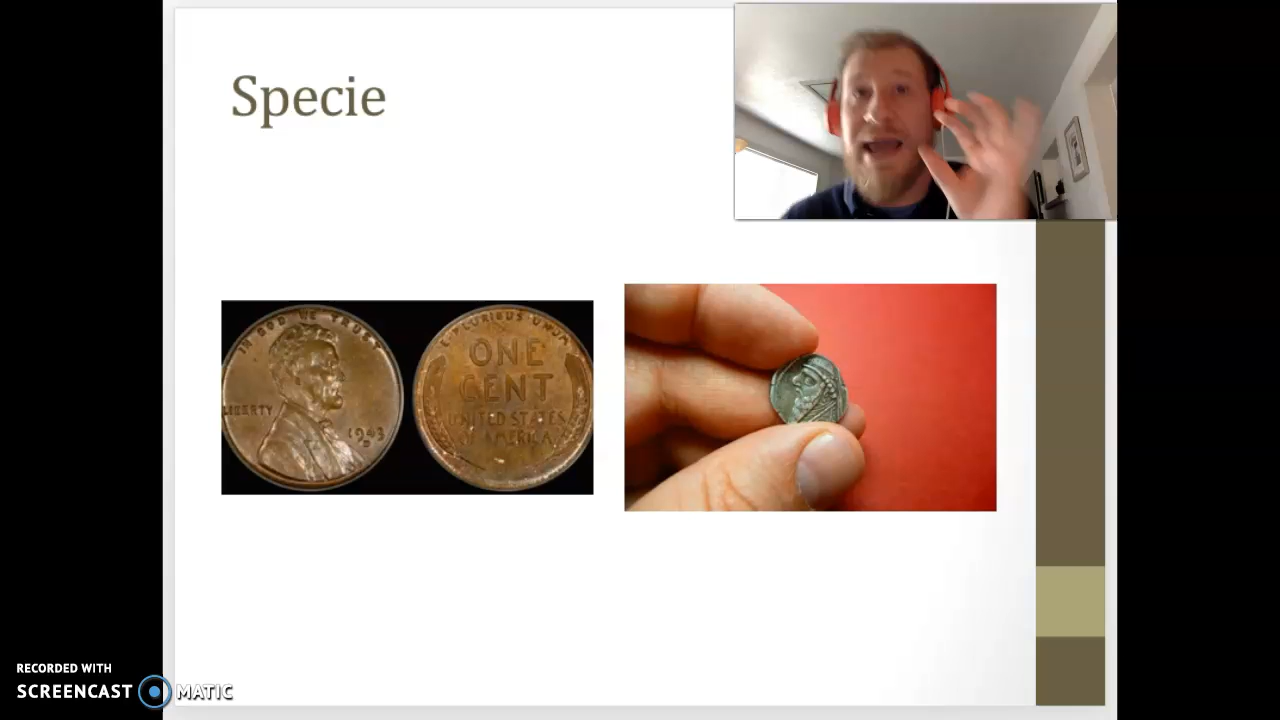 Specie
IN GOD WE TRUST
LIBERTY
1943
D
E·PLURIBUS·UNUM
ONE
CENT
UNITED STATES
OF AMERICA
RECORDED WITH
SCREENCAST MATIC